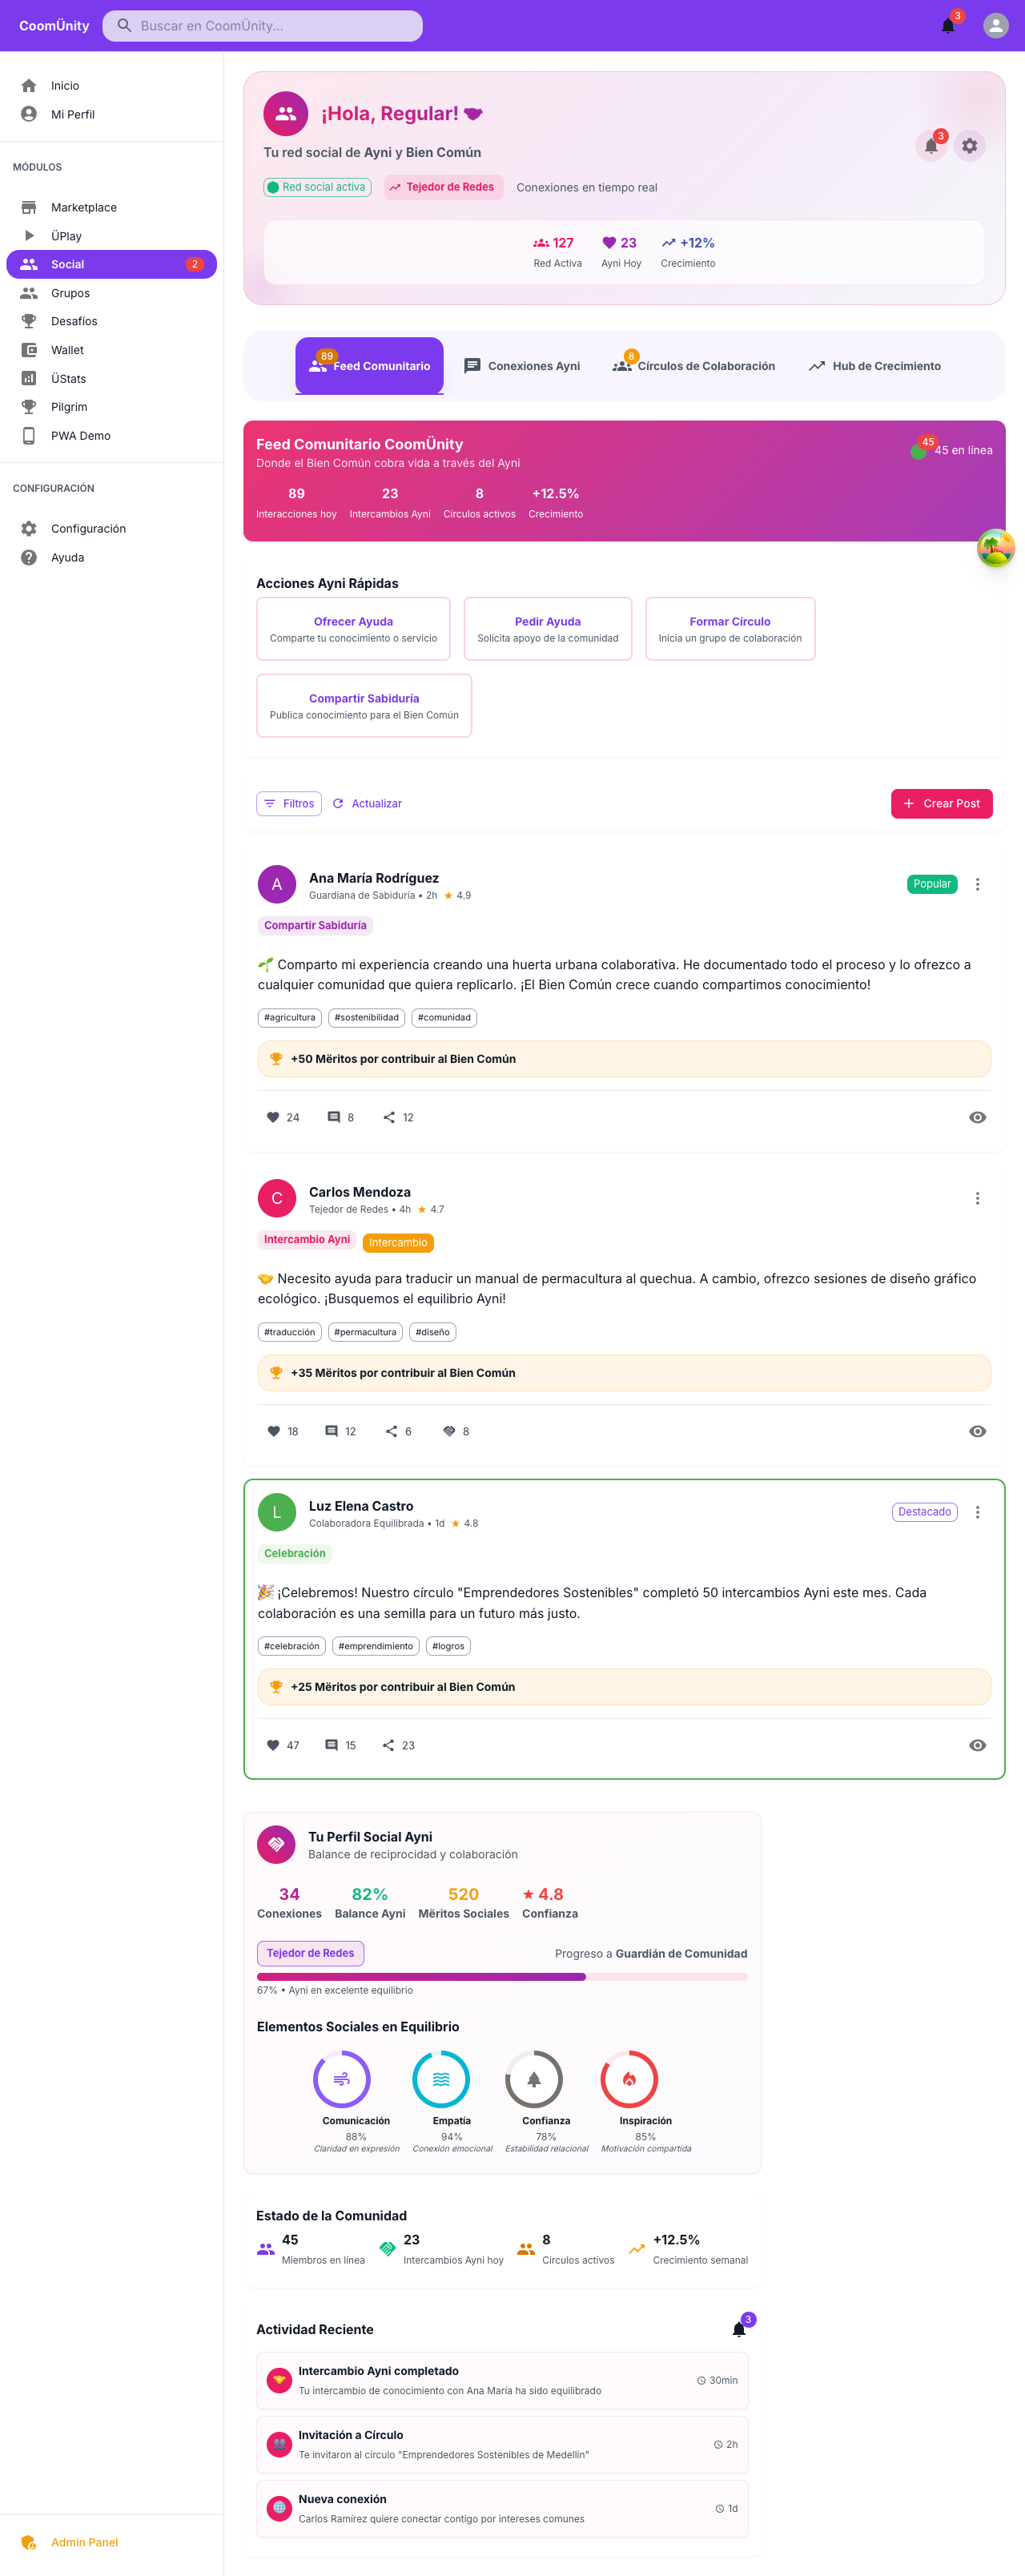 CoomÜnity
Buscar en CoomÜnity...
3
Inicio
Mi Perfil
MÓDULOS
Marketplace
ÜPlay
Social
2
Grupos
Desafíos
Wallet
ÜStats
Pilgrim
PWA Demo
CONFIGURACIÓN
Configuración
Ayuda
Admin Panel
¡Hola, Regular!
Tu red social de Ayni y Bien Común
3
Red social activa
Tejedor de Redes
Conexiones en tiempo real
127
23
+12%
Red Activa
Ayni Hoy
Crecimiento
89
Feed Comunitario
Conexiones Ayni
8
Círculos de Colaboración
Hub de Crecimiento
Feed Comunitario CoomÜnity
Donde el Bien Común cobra vida a través del Ayni
45
45 en línea
89
23
8
+12.5%
Interacciones hoy
Intercambios Ayni
Círculos activos
Crecimiento
Acciones Ayni Rápidas
Ofrecer Ayuda
Comparte tu conocimiento o servicio
Pedir Ayuda
Solicita apoyo de la comunidad
Formar Círculo
Inicia un grupo de colaboración
Compartir Sabiduría
Publica conocimiento para el Bien Común
Filtros
Actualizar
Crear Post
A
Ana María Rodríguez
Guardiana de Sabiduría • 2h ★ 4.9
Popular
Compartir Sabiduría
🌱 Comparto mi experiencia creando una huerta urbana colaborativa. He documentado todo el proceso y lo ofrezco a
cualquier comunidad que quiera replicarlo. ¡El Bien Común crece cuando compartimos conocimiento!
#agricultura
#sostenibilidad
#comunidad
+50 Mëritos por contribuir al Bien Común
24
8
12
C
Carlos Mendoza
Tejedor de Redes • 4h ★ 4.7
Intercambio Ayni
Intercambio
🤝 Necesito ayuda para traducir un manual de permacultura al quechua. A cambio, ofrezco sesiones de diseño gráfico
ecológico. ¡Busquemos el equilibrio Ayni!
#traducción
#permacultura
#diseño
+35 Mëritos por contribuir al Bien Común
18
12
6
8
L
Luz Elena Castro
Colaboradora Equilibrada • 1d ★ 4.8
Destacado
Celebración
🎉 ¡Celebremos! Nuestro círculo "Emprendedores Sostenibles" completó 50 intercambios Ayni este mes. Cada
colaboración es una semilla para un futuro más justo.
#celebración
#emprendimiento
#logros
+25 Mëritos por contribuir al Bien Común
47
15
23
Tu Perfil Social Ayni
Balance de reciprocidad y colaboración
34
82%
520
★ 4.8
Conexiones
Balance Ayni
Mëritos Sociales
Confianza
Tejedor de Redes
Progreso a Guardián de Comunidad
67% • Ayni en excelente equilibrio
Elementos Sociales en Equilibrio
Comunicación
88%
Claridad en expresión
Empatía
94%
Conexión emocional
Confianza
78%
Estabilidad relacional
Inspiración
85%
Motivación compartida
Estado de la Comunidad
45
Miembros en línea
23
Intercambios Ayni hoy
8
Círculos activos
+12.5%
Crecimiento semanal
Actividad Reciente
3
Intercambio Ayni completado
Tu intercambio de conocimiento con Ana María ha sido equilibrado
30min
Invitación a Círculo
Te invitaron al círculo "Emprendedores Sostenibles de Medellín"
2h
Nueva conexión
Carlos Ramírez quiere conectar contigo por intereses comunes
1d